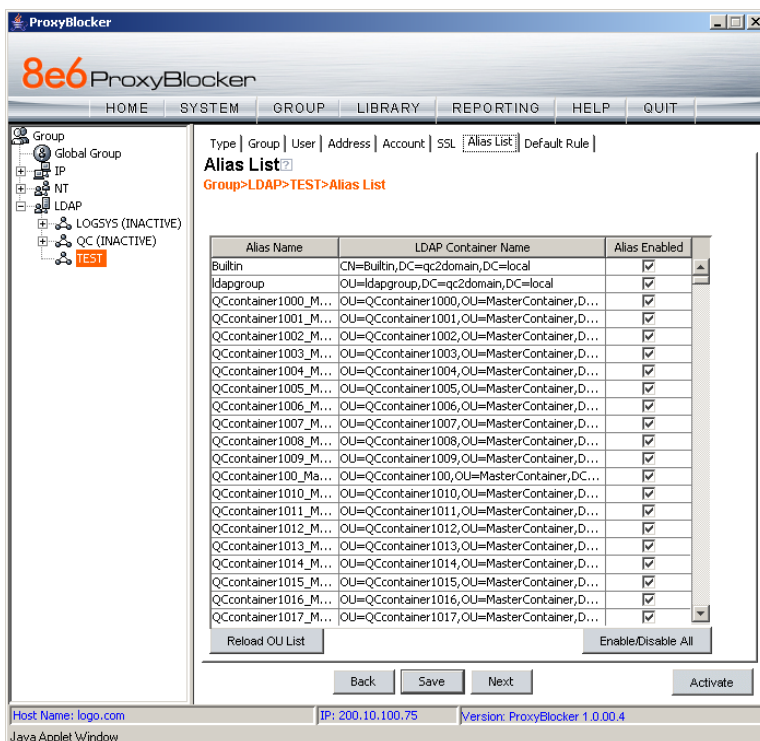 ProxyBlocker
8e6 ProxyBlocker
HOME SYSTEM GROUP LIBRARY REPORTING HELP QUIT
Group
Global Group
IP
NT
LDAP
LOGSYS (INACTIVE)
QC (INACTIVE)
TEST
Type | Group | User | Address | Account | SSL | Alias List | Default Rule |
Alias List ?
Group>LDAP>TEST>Alias List
Alias Name LDAP Container Name Alias Enabled
Builtin CN=Builtin,DC=qc2domain,DC=local
ldapgroup OU=ldapgroup,DC=qc2domain,DC=local
QCcontainer1000_M... OU=QCcontainer1000,OU=MasterContainer,D...
QCcontainer1001_M... OU=QCcontainer1001,OU=MasterContainer,D...
QCcontainer1002_M... OU=QCcontainer1002,OU=MasterContainer,D...
QCcontainer1003_M... OU=QCcontainer1003,OU=MasterContainer,D...
QCcontainer1004_M... OU=QCcontainer1004,OU=MasterContainer,D...
QCcontainer1005_M... OU=QCcontainer1005,OU=MasterContainer,D...
QCcontainer1006_M... OU=QCcontainer1006,OU=MasterContainer,D...
QCcontainer1007_M... OU=QCcontainer1007,OU=MasterContainer,D...
QCcontainer1008_M... OU=QCcontainer1008,OU=MasterContainer,D...
QCcontainer1009_M... OU=QCcontainer1009,OU=MasterContainer,D...
QCcontainer100_Ma... OU=QCcontainer100,OU=MasterContainer,DC...
QCcontainer1010_M... OU=QCcontainer1010,OU=MasterContainer,D...
QCcontainer1011_M... OU=QCcontainer1011,OU=MasterContainer,D...
QCcontainer1012_M... OU=QCcontainer1012,OU=MasterContainer,D...
QCcontainer1013_M... OU=QCcontainer1013,OU=MasterContainer,D...
QCcontainer1014_M... OU=QCcontainer1014,OU=MasterContainer,D...
QCcontainer1015_M... OU=QCcontainer1015,OU=MasterContainer,D...
QCcontainer1016_M... OU=QCcontainer1016,OU=MasterContainer,D...
QCcontainer1017_M... OU=QCcontainer1017,OU=MasterContainer,D...
Reload OU List Enable/Disable All
Back Save Next Activate
Host Name: logo.com IP: 200.10.100.75 Version: ProxyBlocker 1.0.00.4
Java Applet Window